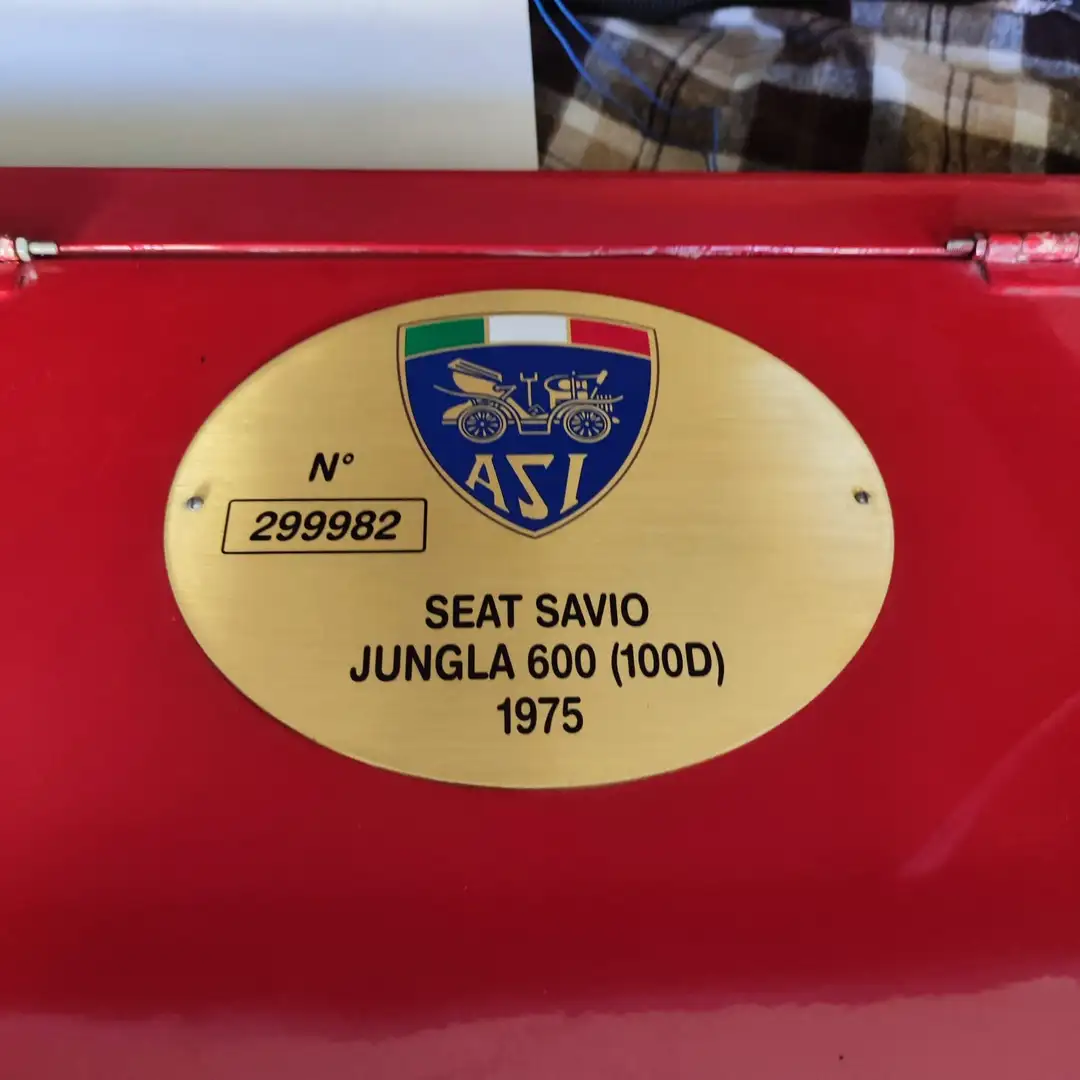 ASI
N°
299982
SEAT SAVIO
JUNGLA 600 (100D)
1975